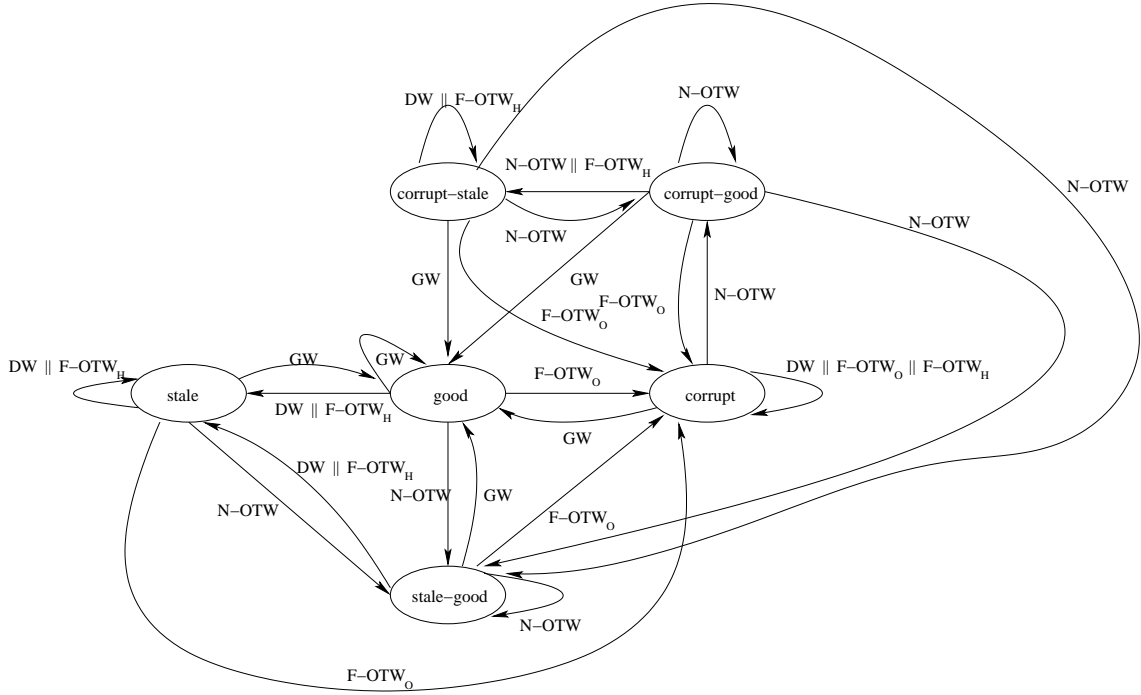 DW || F–OTW_H
N–OTW
N–OTW || F–OTW_H
N–OTW
corrupt–stale
corrupt–good
N–OTW
N–OTW
GW
GW
N–OTW
F–OTW_O
F–OTW_O
DW || F–OTW_H
GW
GW
F–OTW_O
DW || F–OTW_O || F–OTW_H
stale
good
corrupt
DW || F–OTW_H
GW
DW || F–OTW_H
N–OTW
GW
N–OTW
F–OTW_O
stale–good
N–OTW
F–OTW_O